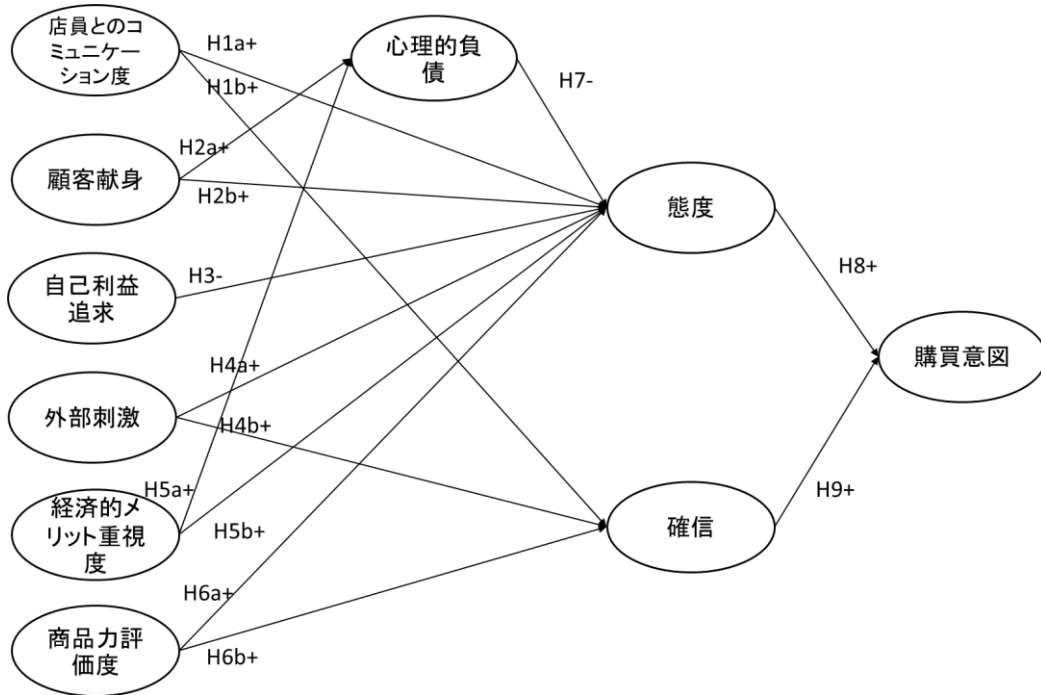 店員とのコ
ミュニケー
ション度
H1a+
H1b+
心理的負
債
H7-
顧客献身
H2a+
H2b+
態度
自己利益
追求
H3-
H8+
購買意図
外部刺激
H4a+
H4b+
経済的メ
リット重視
度
H5a+
H5b+
確信
H9+
商品力評
価度
H6a+
H6b+